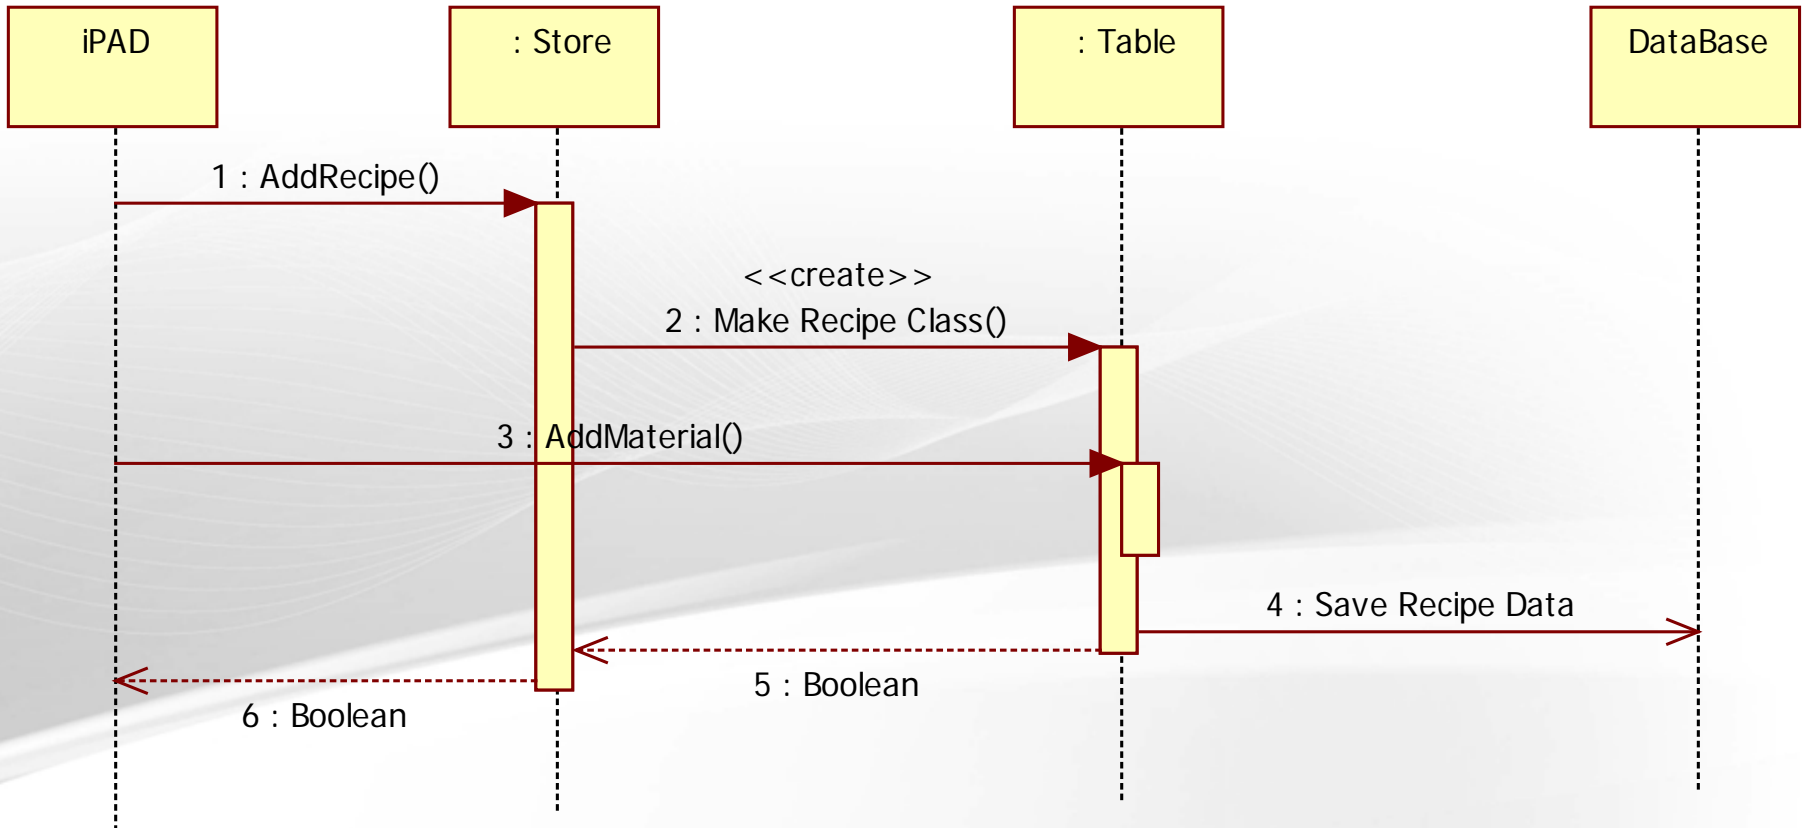 iPAD
: Store
: Table
DataBase
1 : AddRecipe()
<<create>>
2 : Make Recipe Class()
3 : AddMaterial()
4 : Save Recipe Data
5 : Boolean
6 : Boolean